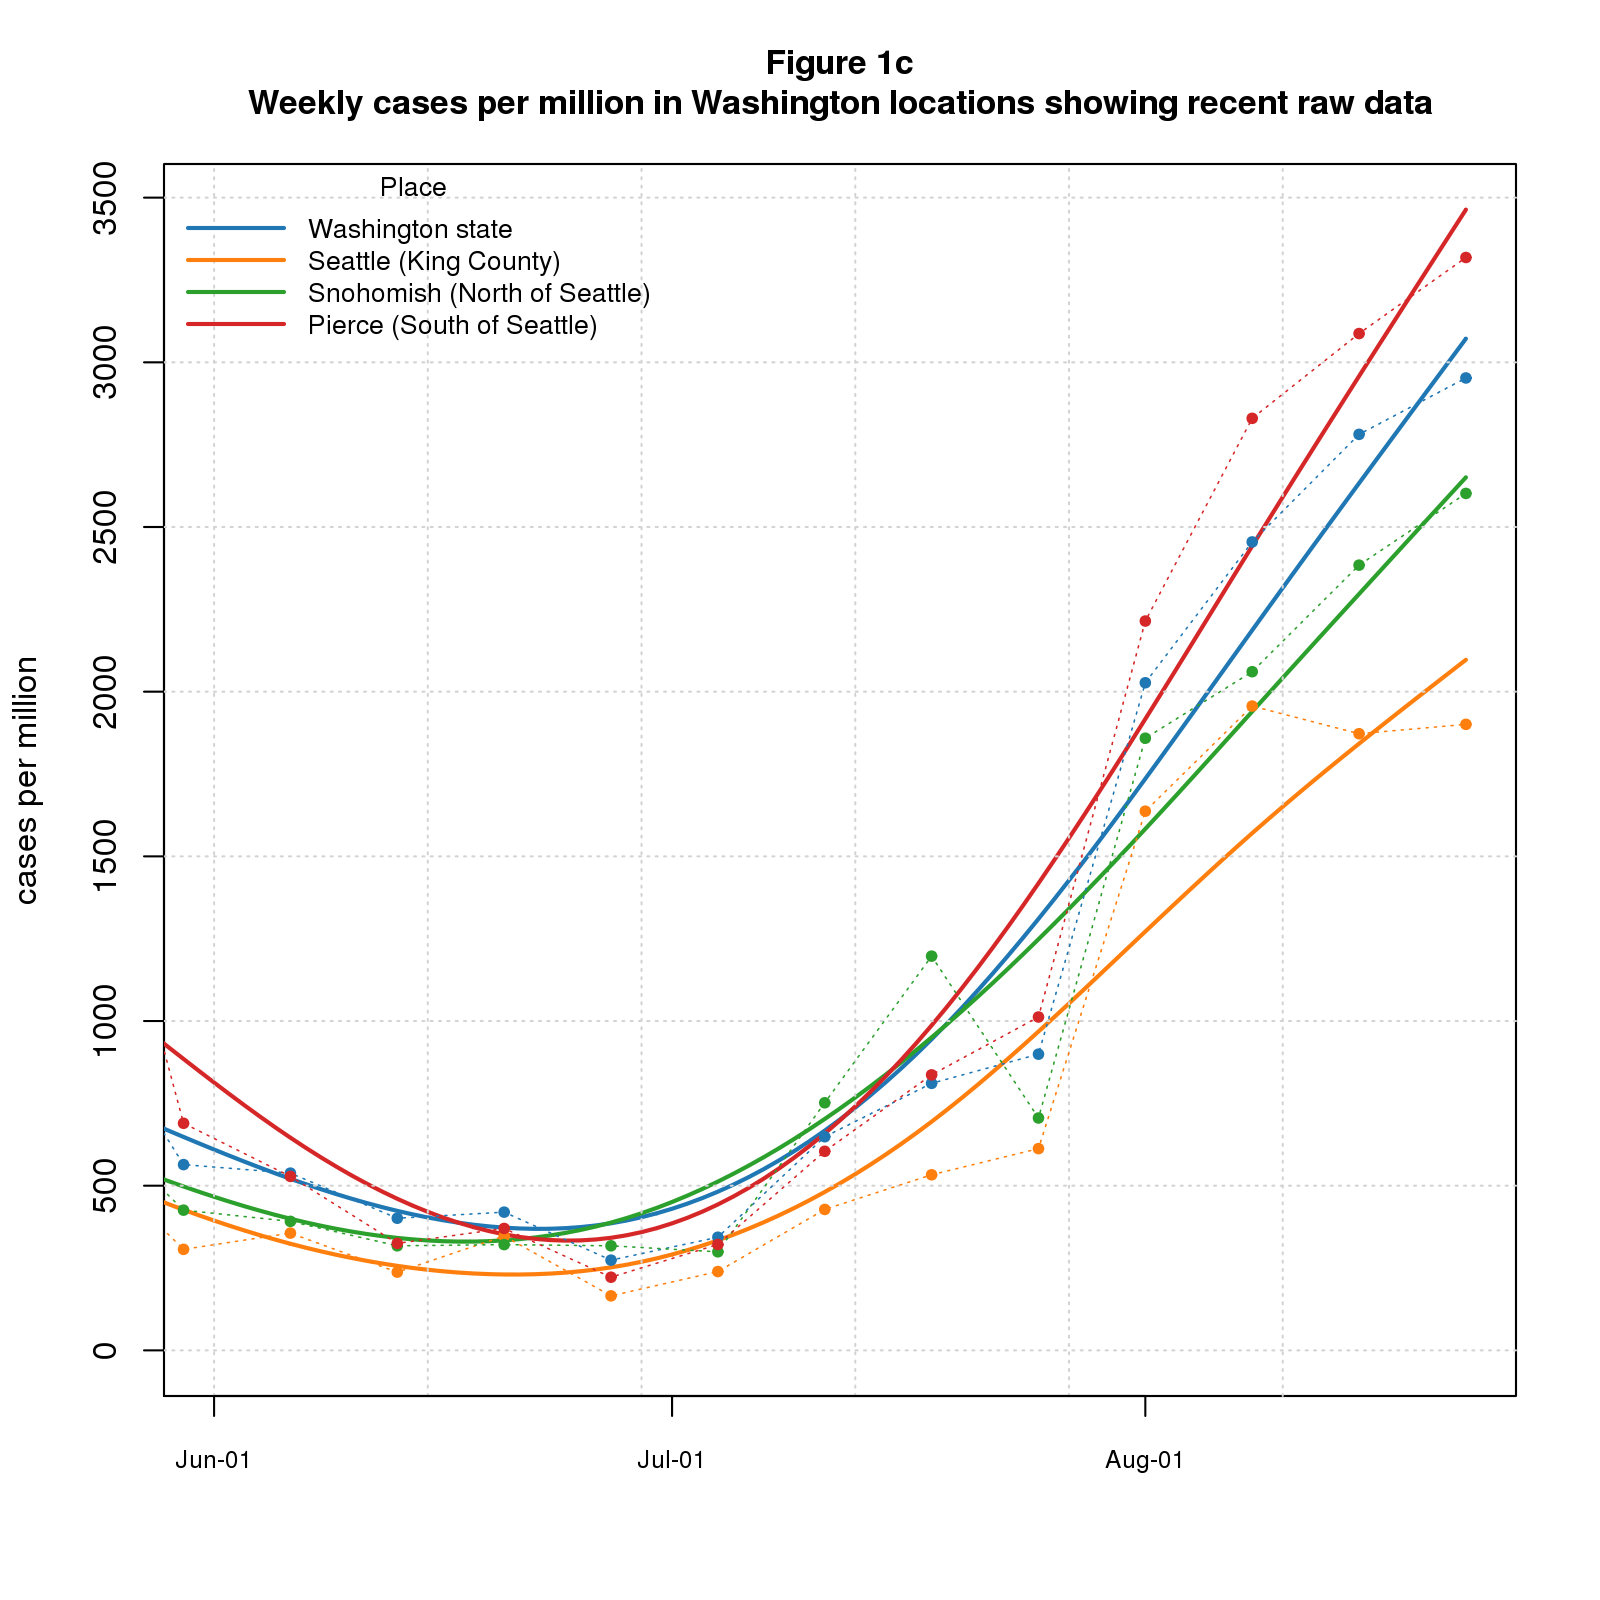 Figure 1c
Weekly cases per million in Washington locations showing recent raw data
Place
Washington state
Seattle (King County)
Snohomish (North of Seattle)
Pierce (South of Seattle)
3500
3000
2500
2000
1500
1000
500
0
cases per million
Jun-01
Jul-01
Aug-01